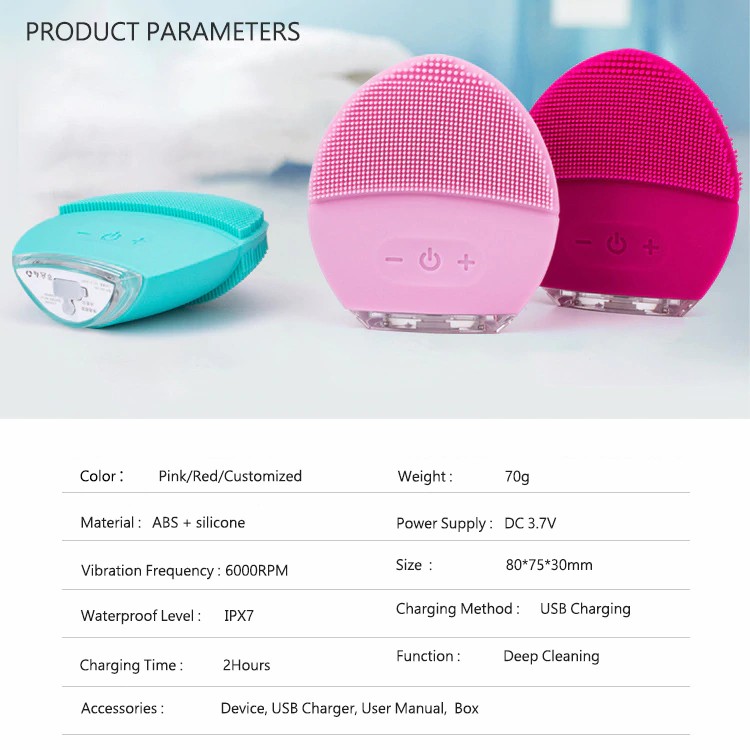 PRODUCT PARAMETERS
Color : Pink/Red/Customized
Weight : 70g
Material : ABS + silicone
Power Supply : DC 3.7V
Vibration Frequency : 6000RPM
Size : 80*75*30mm
Waterproof Level : IPX7
Charging Method : USB Charging
Charging Time : 2Hours
Function : Deep Cleaning
Accessories : Device, USB Charger, User Manual, Box